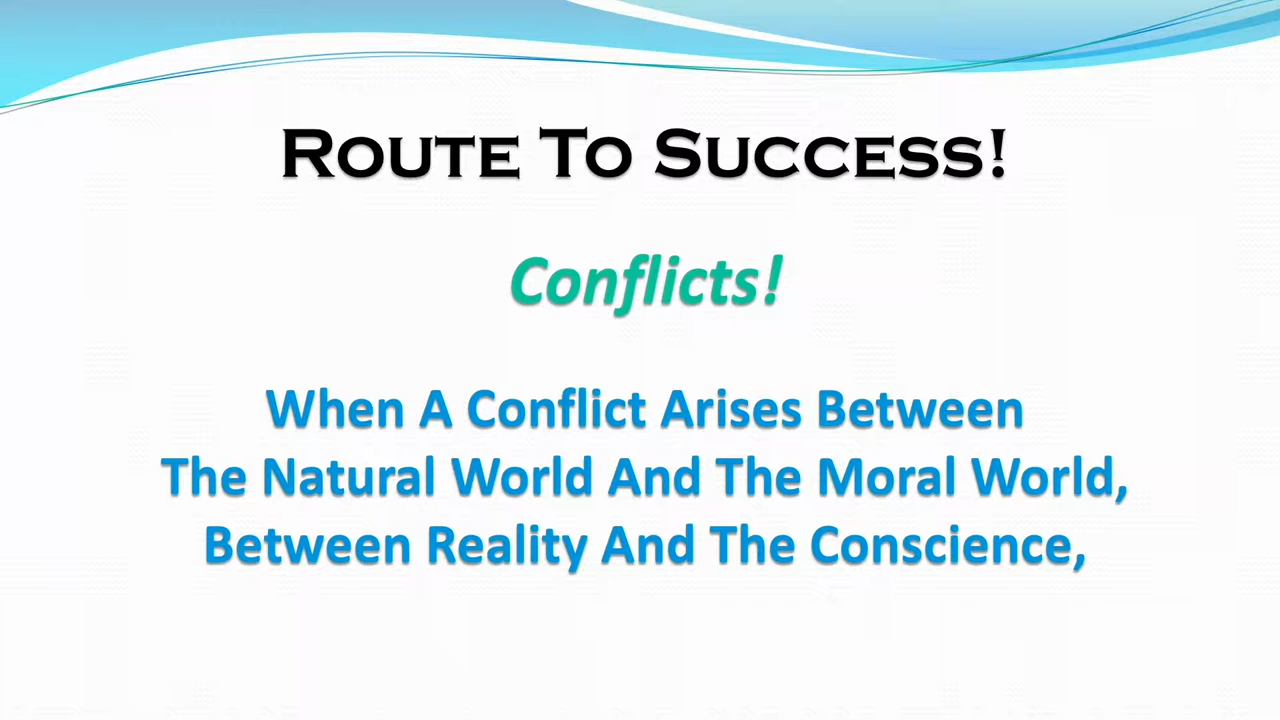 Route To Success!
Conflicts!
When A Conflict Arises Between
The Natural World And The Moral World,
Between Reality And The Conscience,